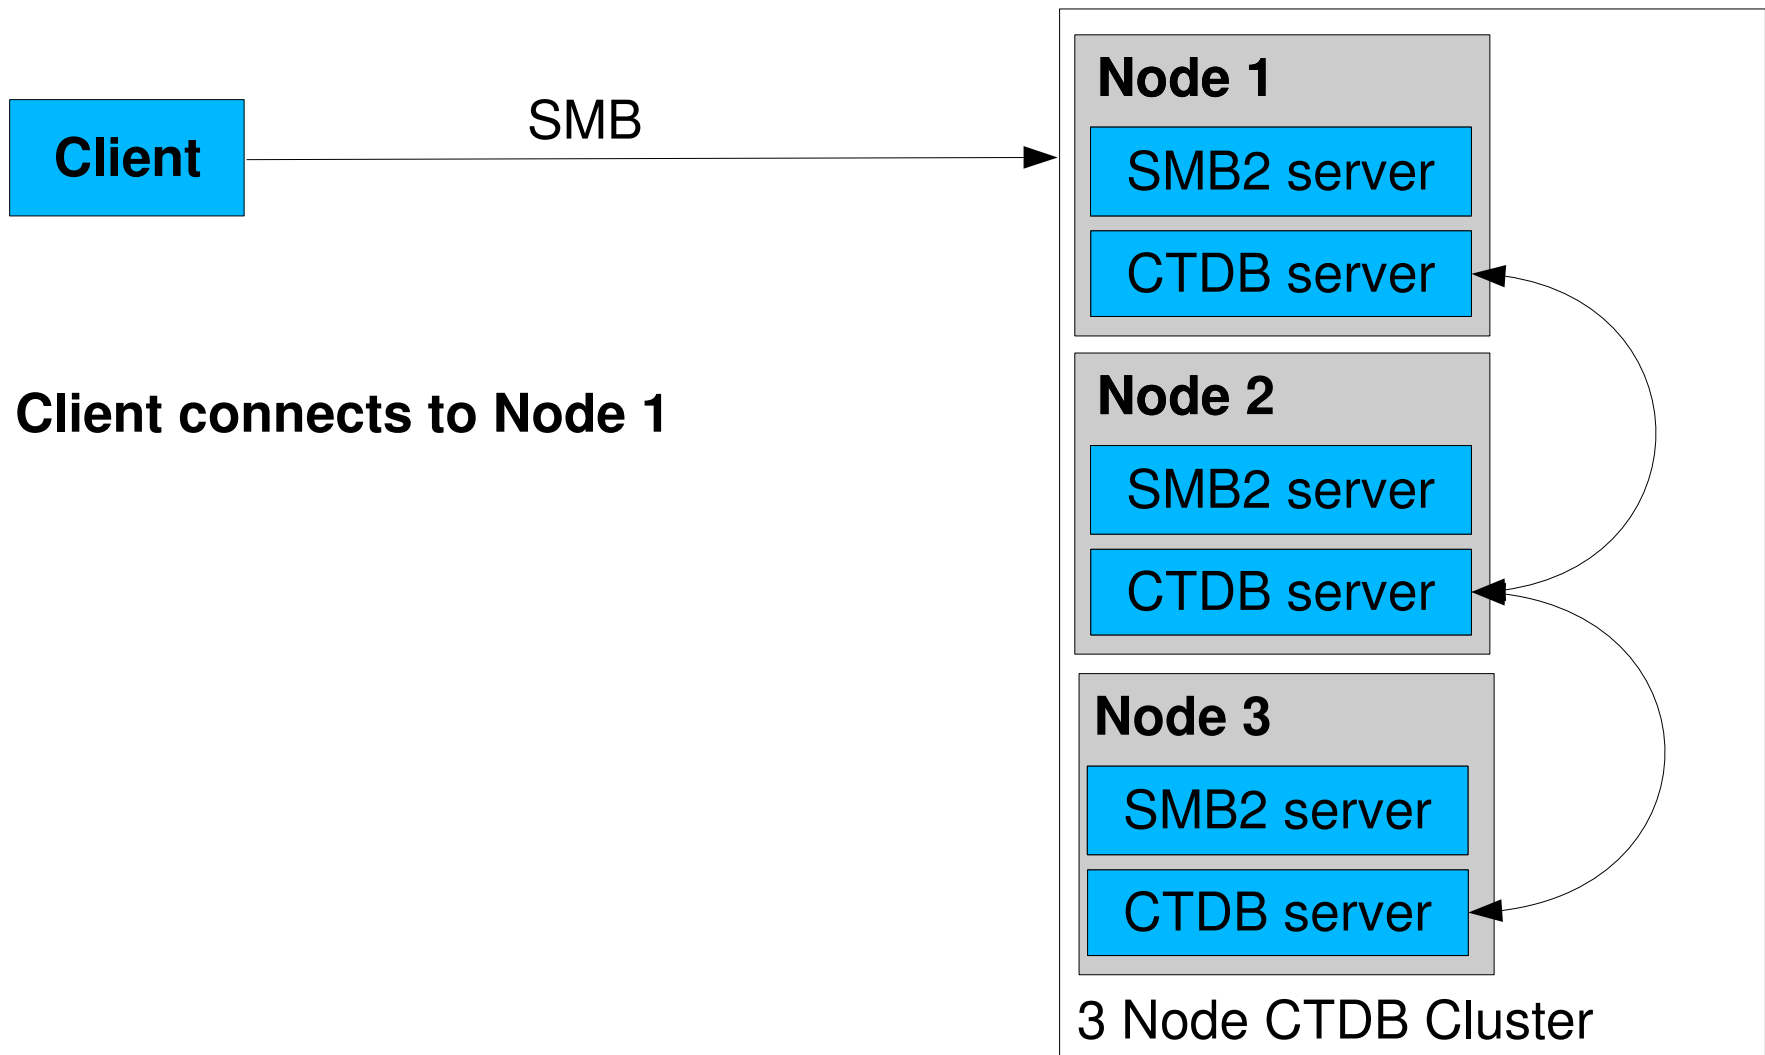 Client
SMB
Client connects to Node 1
Node 1
SMB2 server
CTDB server
Node 2
SMB2 server
CTDB server
Node 3
SMB2 server
CTDB server
3 Node CTDB Cluster